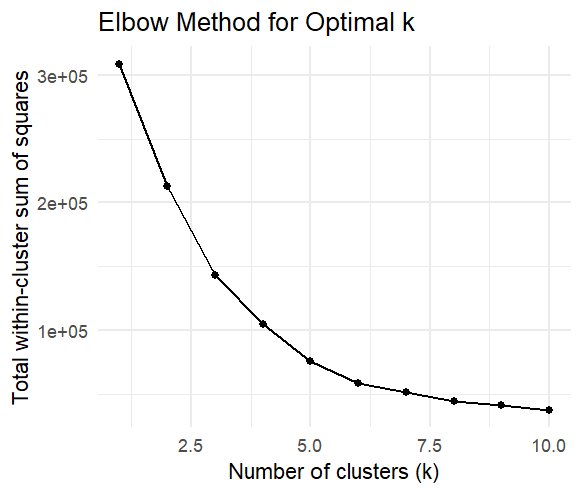 Elbow Method for Optimal k
Total within-cluster sum of squares
3e+05
2e+05
1e+05
2.5 5.0 7.5 10.0
Number of clusters (k)